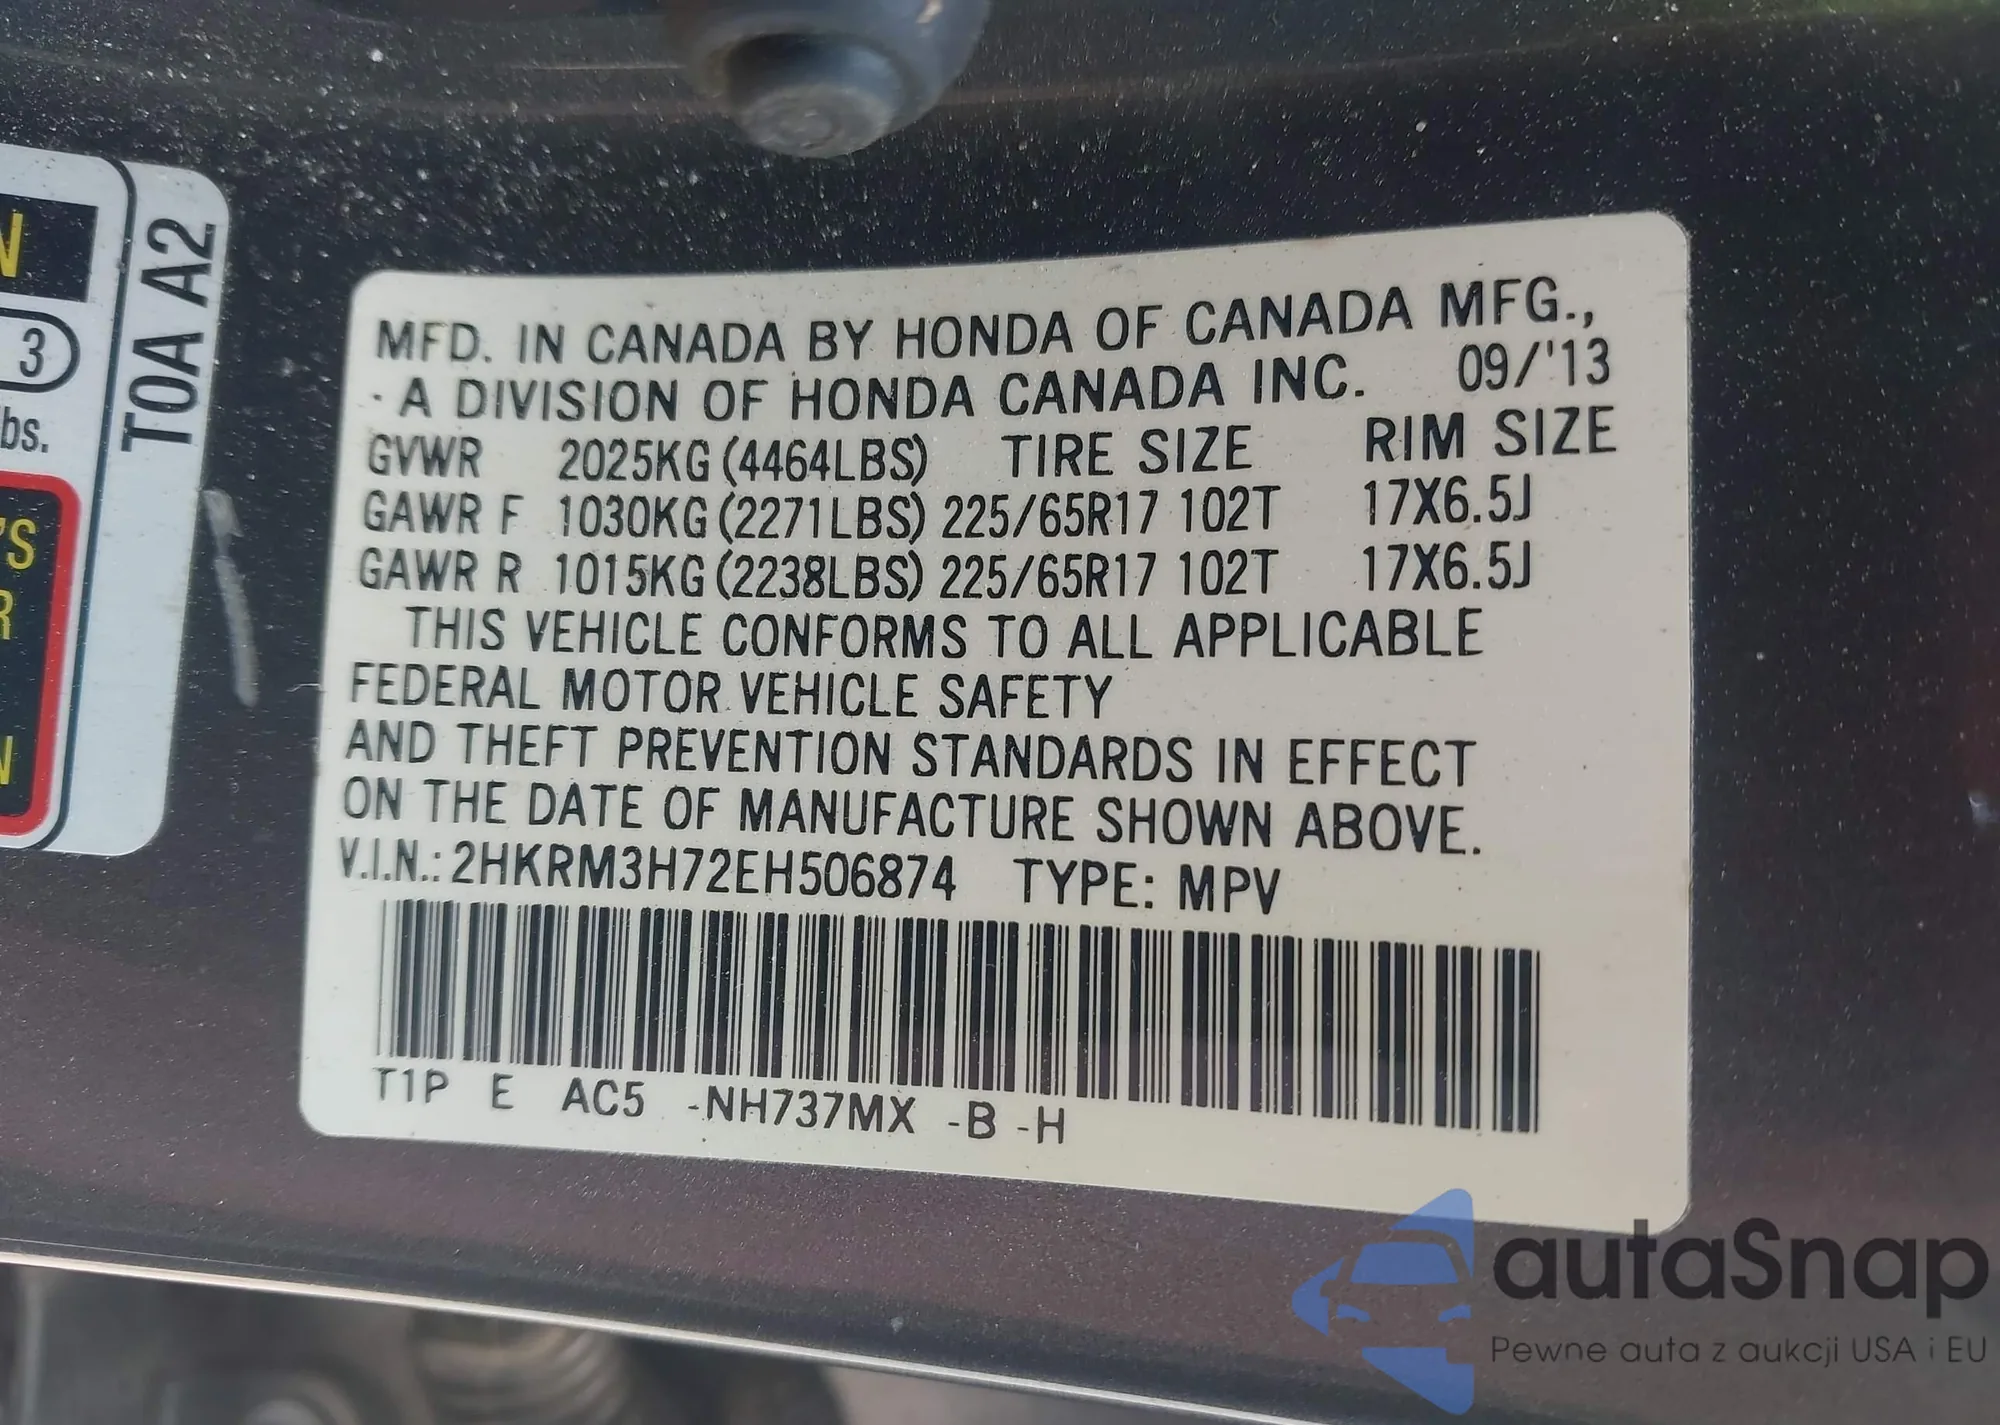 N
3
bs.
'S
R
N
T0A A2
MFD. IN CANADA BY HONDA OF CANADA MFG.,
A DIVISION OF HONDA CANADA INC. 09/'13
GVWR 2025KG (4464LBS) TIRE SIZE RIM SIZE
GAWR F 1030KG (2271LBS) 225/65R17 102T 17X6.5J
GAWR R 1015KG (2238LBS) 225/65R17 102T 17X6.5J
THIS VEHICLE CONFORMS TO ALL APPLICABLE
FEDERAL MOTOR VEHICLE SAFETY
AND THEFT PREVENTION STANDARDS IN EFFECT
ON THE DATE OF MANUFACTURE SHOWN ABOVE.
V.I.N.: 2HKRM3H72EH506874 TYPE: MPV
T1P E AC5 -NH737MX -B -H
autaSnap
Pewne auta z aukcji USA i EU